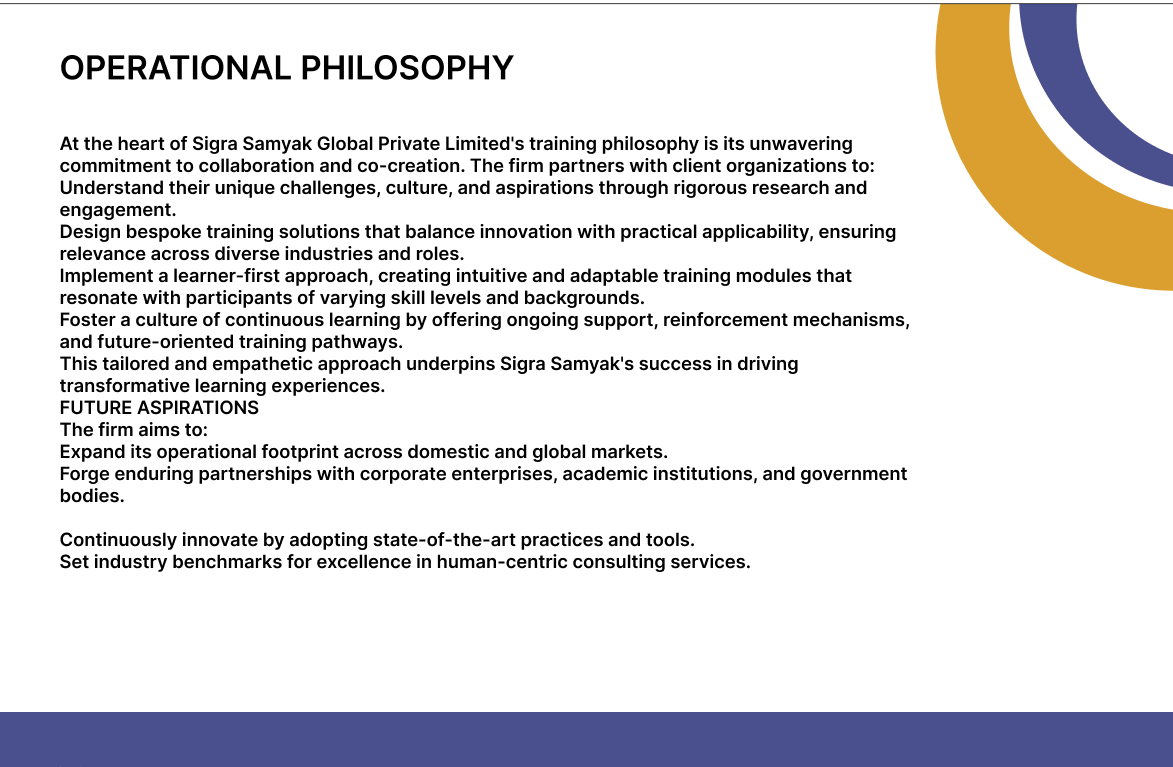 OPERATIONAL PHILOSOPHY
At the heart of Sigra Samyak Global Private Limited's training philosophy is its unwavering
commitment to collaboration and co-creation. The firm partners with client organizations to:
Understand their unique challenges, culture, and aspirations through rigorous research and
engagement.
Design bespoke training solutions that balance innovation with practical applicability, ensuring
relevance across diverse industries and roles.
Implement a learner-first approach, creating intuitive and adaptable training modules that
resonate with participants of varying skill levels and backgrounds.
Foster a culture of continuous learning by offering ongoing support, reinforcement mechanisms,
and future-oriented training pathways.
This tailored and empathetic approach underpins Sigra Samyak's success in driving
transformative learning experiences.
FUTURE ASPIRATIONS
The firm aims to:
Expand its operational footprint across domestic and global markets.
Forge enduring partnerships with corporate enterprises, academic institutions, and government
bodies.
Continuously innovate by adopting state-of-the-art practices and tools.
Set industry benchmarks for excellence in human-centric consulting services.